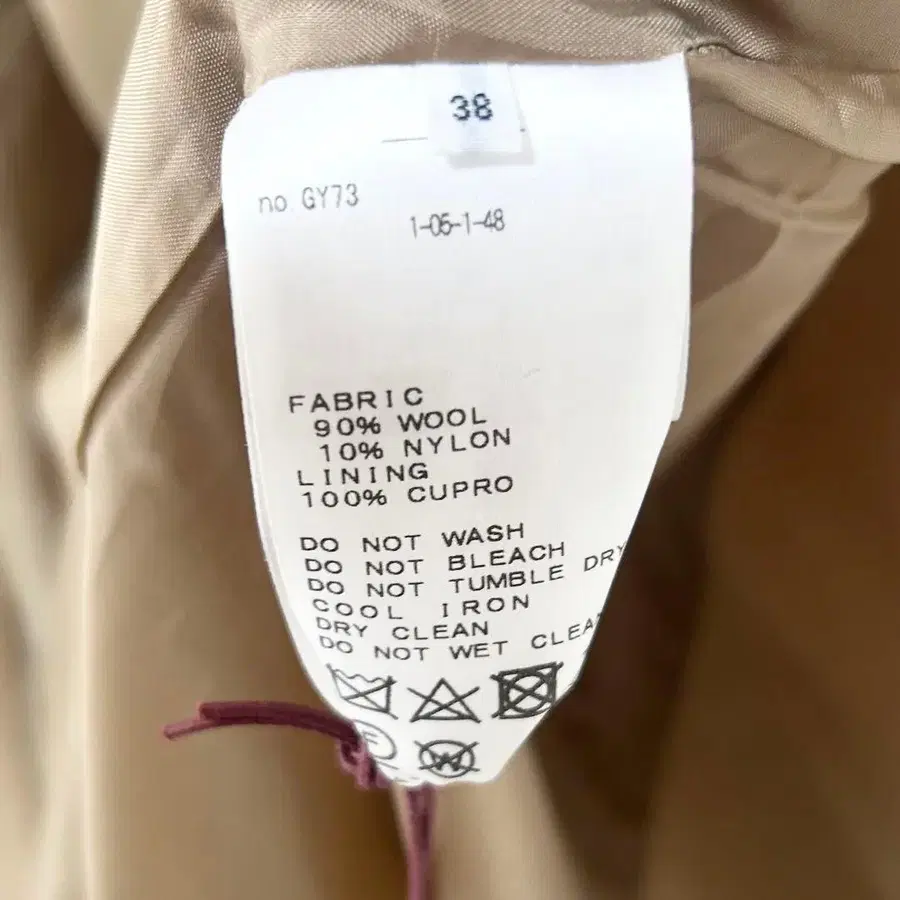 38
no GY73
1-05-1-48
FABRIC
90% WOOL
10% NYLON
LINING
100% CUPRO
DO NOT WASH
DO NOT BLEACH
DO NOT TUMBLE DRY
COOL IRON
DRY CLEAN
DO NOT WET CLEA
F
W